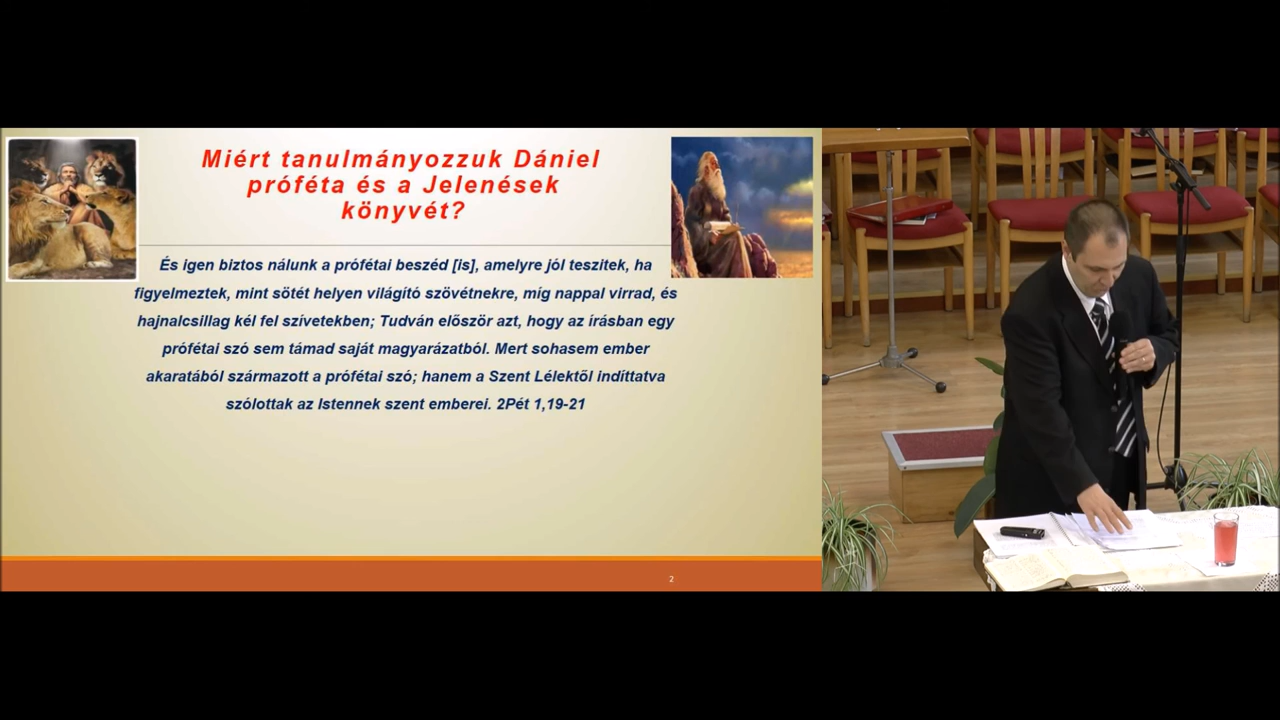 Miért tanulmányozzuk Dániel
próféta és a Jelenések
könyvét?
És igen biztos nálunk a prófétai beszéd [is], amelyre jól teszitek, ha
figyelmeztek, mint sötét helyen világító szövétnekre, míg nappal virrad, és
hajnalcsillag kél fel szívetekben; Tudván először azt, hogy az írásban egy
prófétai szó sem támad saját magyarázatból. Mert sohasem ember
akaratából származott a prófétai szó; hanem a Szent Lélektől indíttatva
szólottak az Istennek szent emberei. 2Pét 1,19-21
2